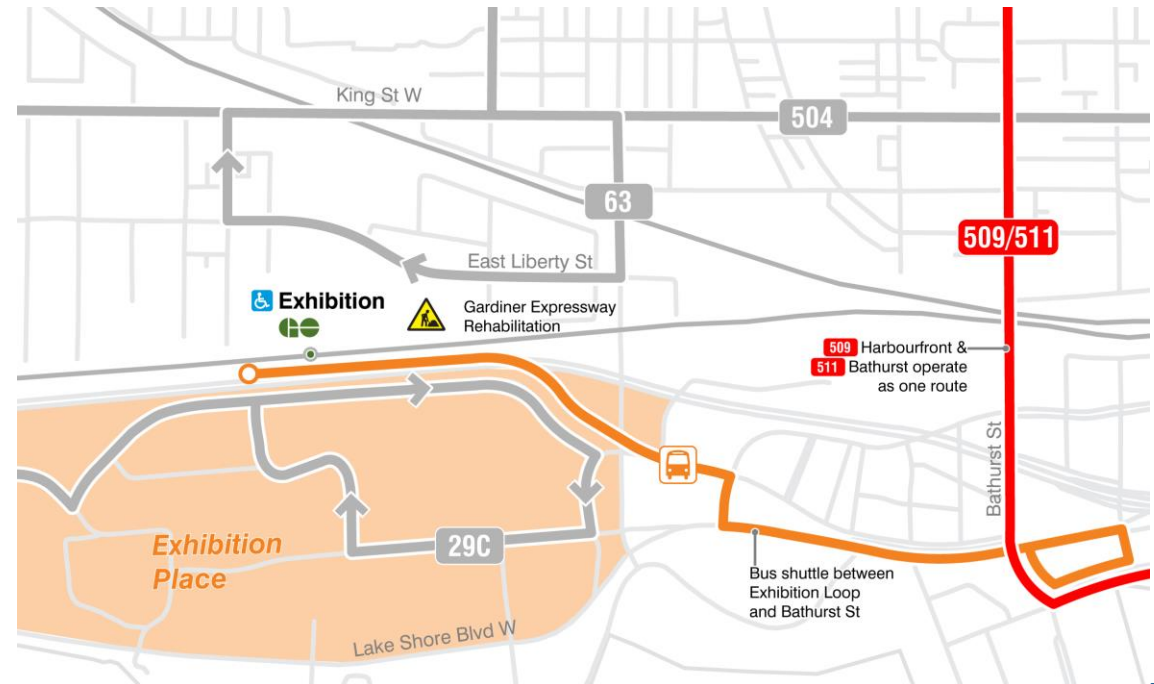 King St W
504
63
509/511
East Liberty St
Exhibition
GO
Gardiner Expressway
Rehabilitation
509 Harbourfront &
511 Bathurst operate
as one route
Bathurst St
Exhibition
Place
29C
Bus shuttle between
Exhibition Loop
and Bathurst St
Lake Shore Blvd W